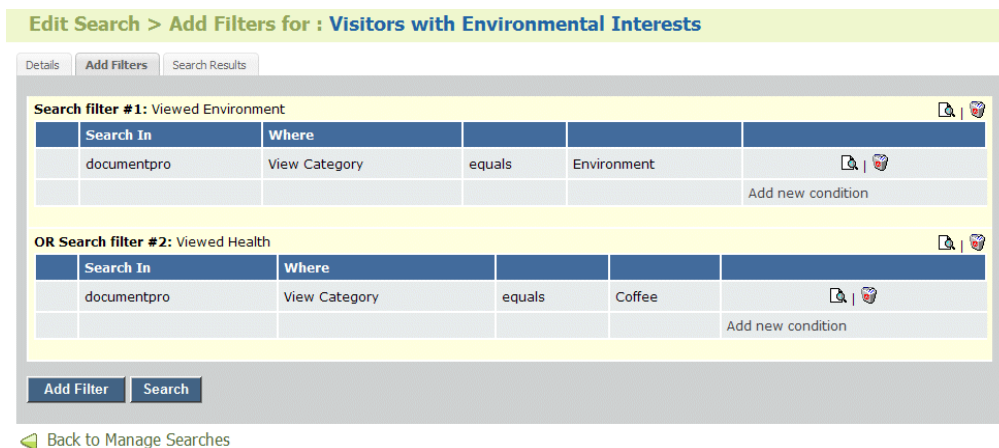 Edit Search > Add Filters for : Visitors with Environmental Interests
Details Add Filters Search Results
Search filter #1: Viewed Environment |
Search In Where
documentpro View Category equals Environment |
Add new condition
OR Search filter #2: Viewed Health |
Search In Where
documentpro View Category equals Coffee |
Add new condition
Add Filter Search
Back to Manage Searches